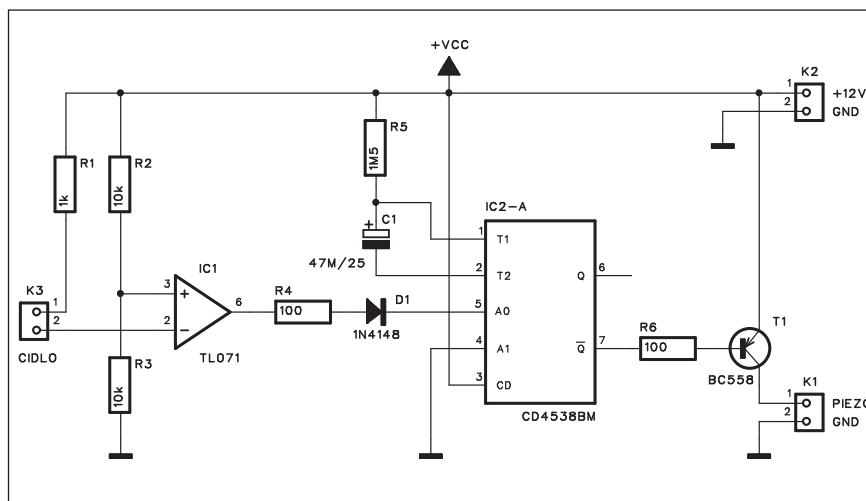 +VCC
K2
1
+12V
2
GND
R5
1M5
R1
1k
R2
10k
IC2-A
+
C1
47M/25
1
T1
2
T2
Q
6
K3
1
2
CIDLO
IC1
3
+
2
-
6
TL071
R4
100
D1
1N4148
5
A0
4
A1
3
CD
Q
7
CD4538BM
R6
100
T1
BC558
R3
10k
K1
1
PIEZO
2
GND